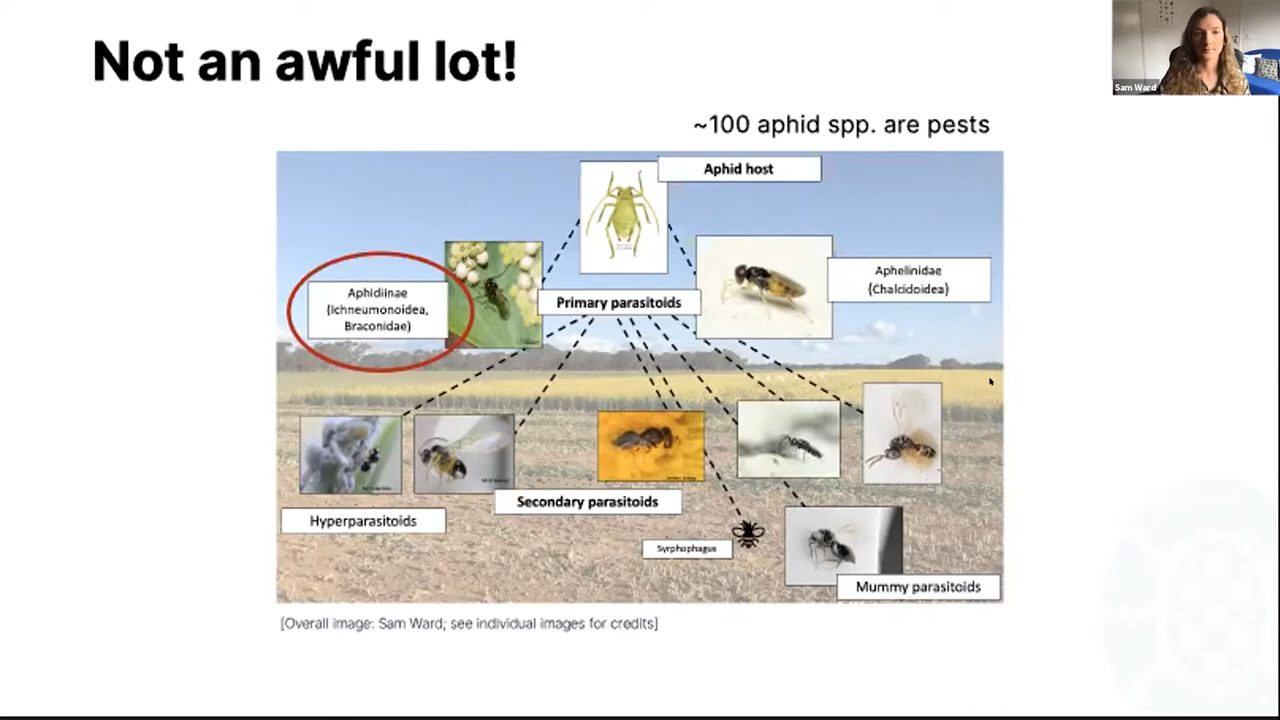 Not an awful lot!
Sam Ward
~100 aphid spp. are pests
Aphid host
Aphidiinae
(Ichneumonoidea,
Braconidae)
Primary parasitoids
Aphelinidae
(Chalcidoidea)
Secondary parasitoids
Hyperparasitoids
Syrphophagus
Mummy parasitoids
[Overall image: Sam Ward; see individual images for credits]